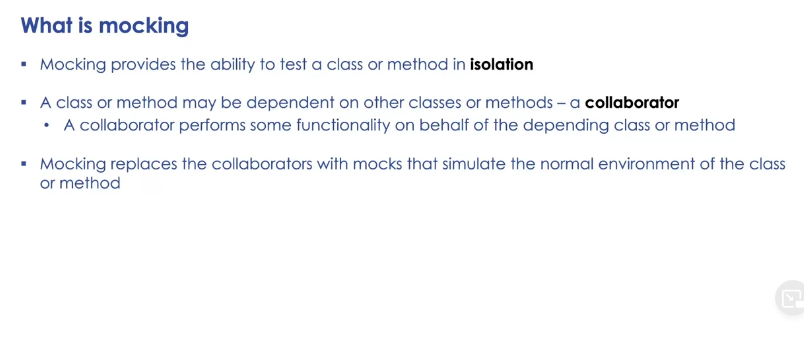 What is mocking
▪ Mocking provides the ability to test a class or method in isolation
▪ A class or method may be dependent on other classes or methods – a collaborator
• A collaborator performs some functionality on behalf of the depending class or method
▪ Mocking replaces the collaborators with mocks that simulate the normal environment of the class
or method